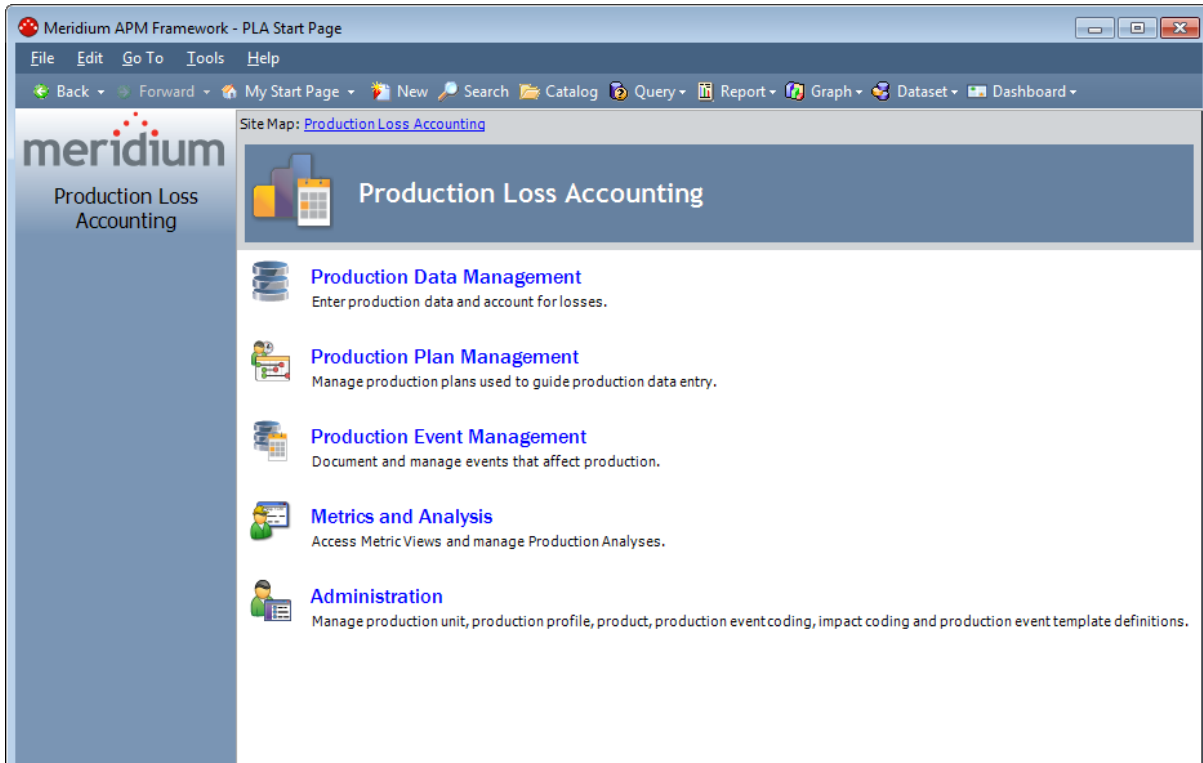 Meridium APM Framework - PLA Start Page
File Edit Go To Tools Help
Back Forward My Start Page New Search Catalog Query Report Graph Dataset Dashboard
meridium
Production Loss
Accounting
Site Map: Production Loss Accounting
Production Loss Accounting
Production Data Management
Enter production data and account for losses.
Production Plan Management
Manage production plans used to guide production data entry.
Production Event Management
Document and manage events that affect production.
Metrics and Analysis
Access Metric Views and manage Production Analyses.
Administration
Manage production unit, production profile, product, production event coding, impact coding and production event template definitions.